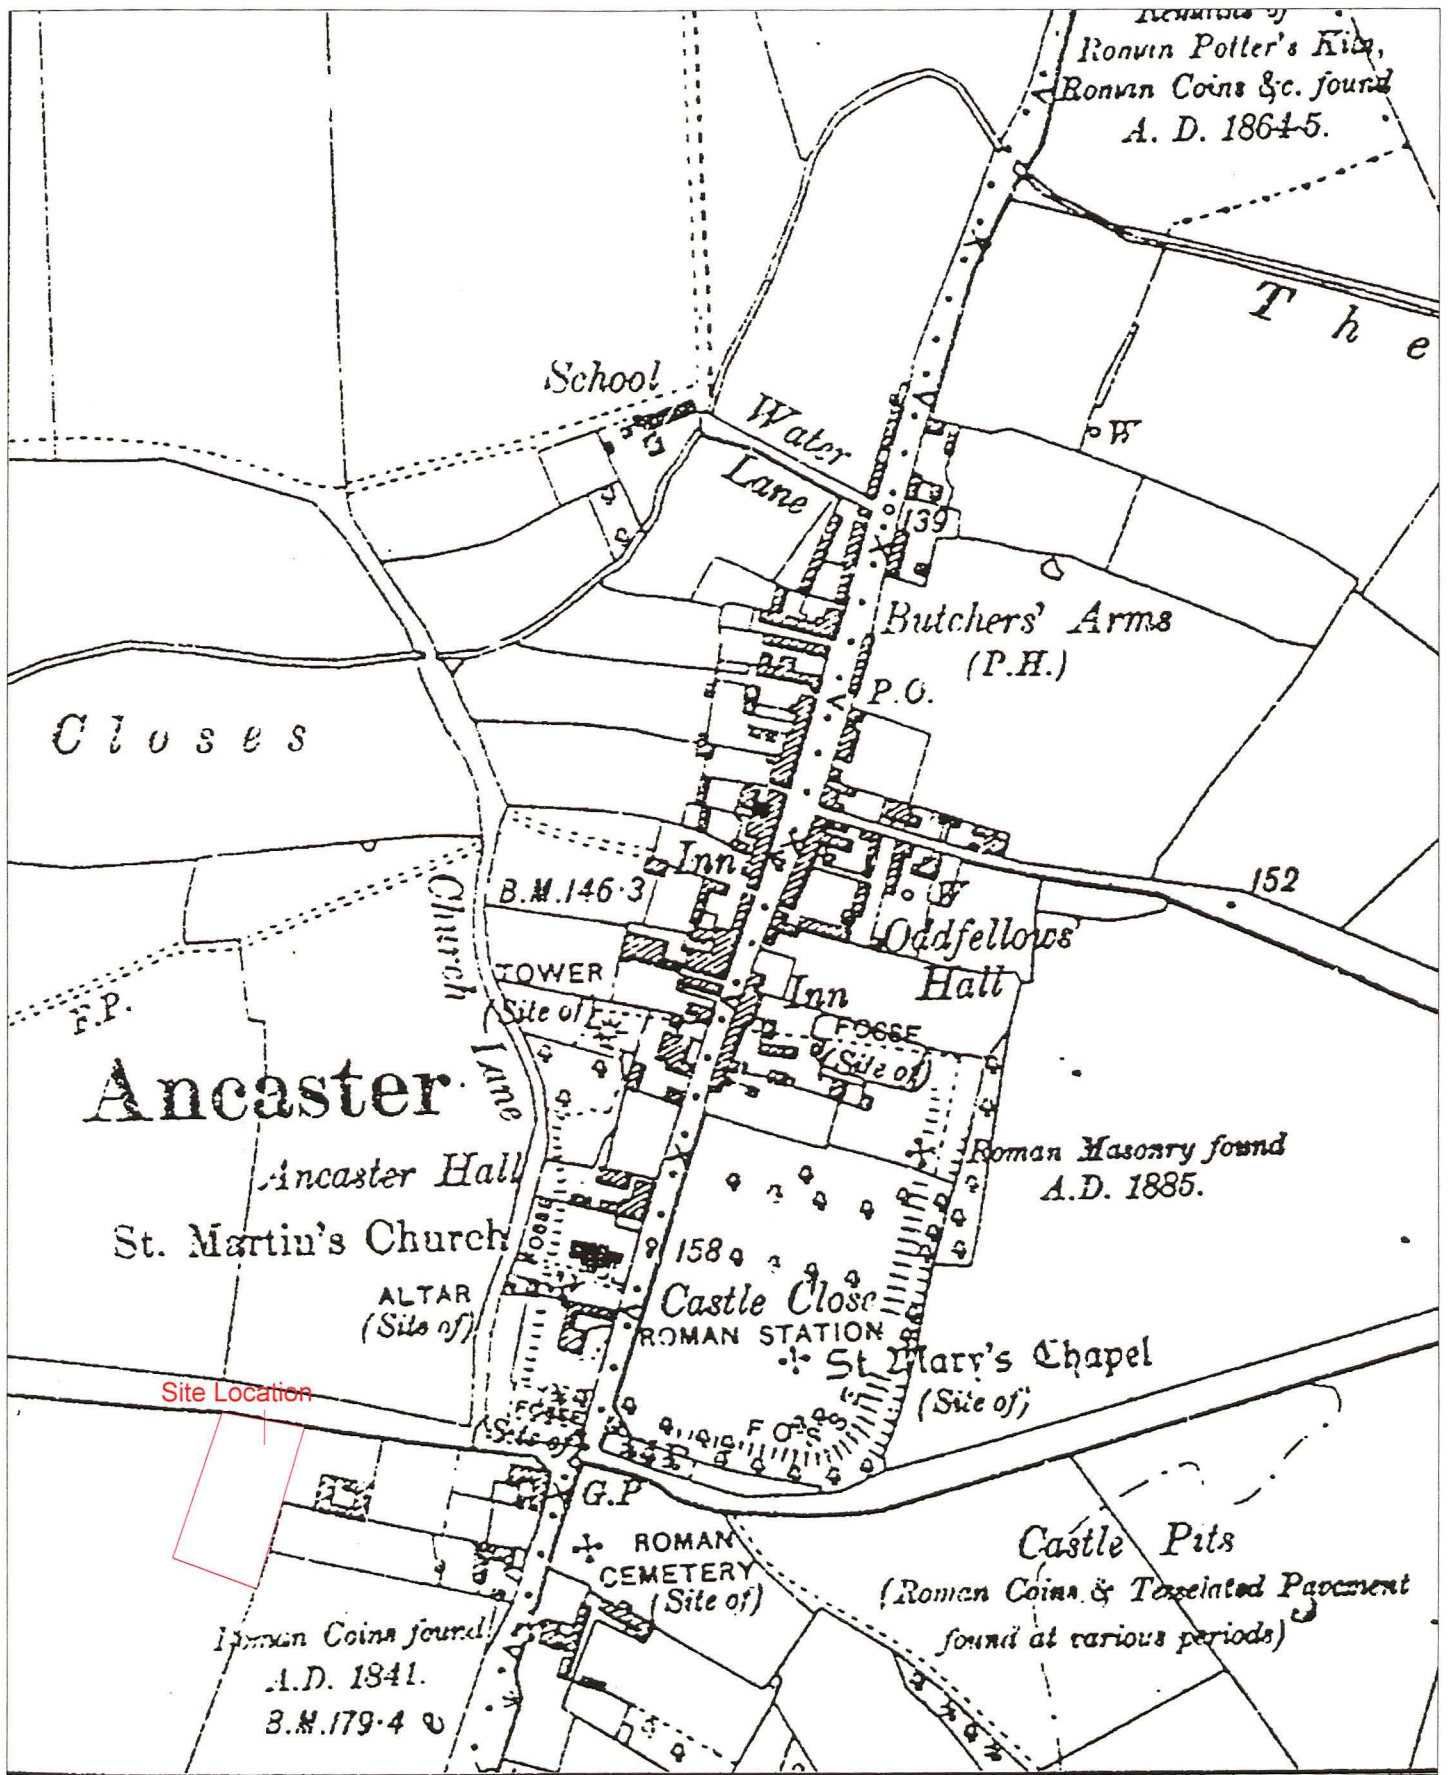 Remains of
Roman Potter's Kiln,
Roman Coins &c. found
A. D. 1864-5.
The
School
Water
Lane
W
139
Butchers' Arms
(P.H.)
P.O.
Closes
Inn
B.M.146·3
152
W
Oddfellows'
Hall
Church
Lane
TOWER
(Site of)
Inn
FOSSE
(Site of)
F.P.
Ancaster
Ancaster Hall
Roman Masonry found
A.D. 1885.
St. Martin's Church
158
ALTAR
(Site of)
Castle Close
ROMAN STATION
St. Mary's Chapel
(Site of)
Site Location
FOSSE
Site of
FOSSE
G.P
ROMAN
CEMETERY
(Site of)
Castle Pits
(Roman Coins & Tesselated Pavement
found at various periods)
Roman Coins found
A.D. 1841.
B.M.179·4